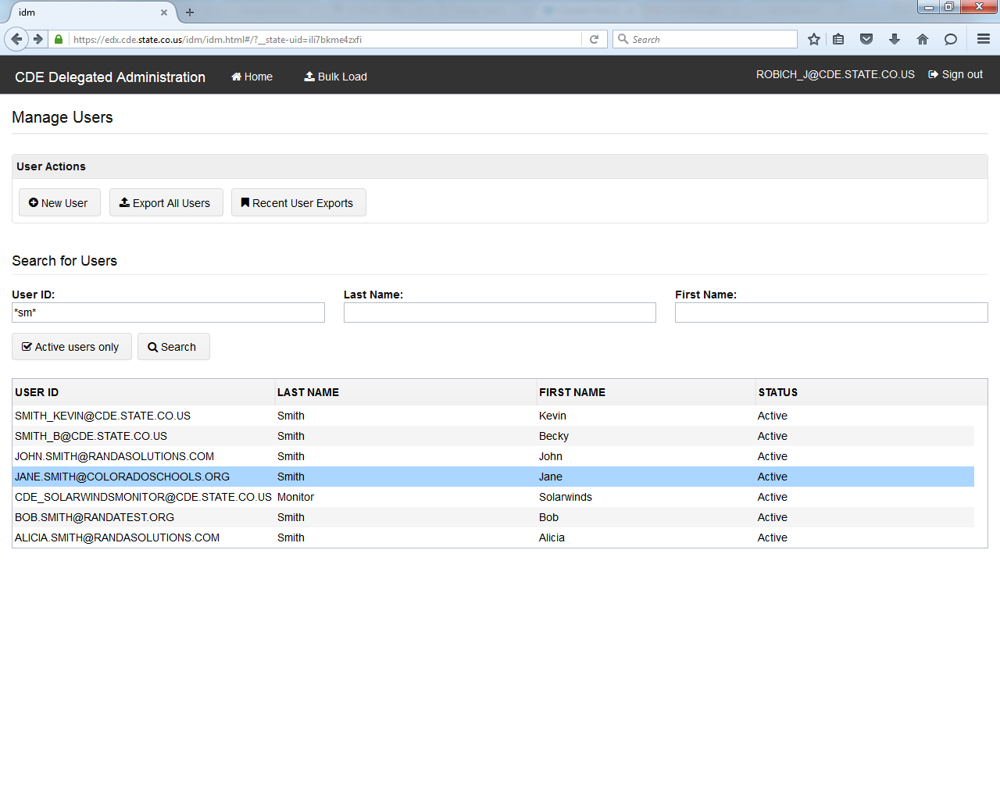 idm
https://edx.cde.state.co.us/idm/idm.html#/?__state-uid=ili7bkme4zxfi
Search
CDE Delegated Administration
Home
Bulk Load
ROBICH_J@CDE.STATE.CO.US
Sign out
Manage Users
User Actions
New User
Export All Users
Recent User Exports
Search for Users
User ID: Last Name: First Name:
*sm*
Active users only
Search
USER ID LAST NAME FIRST NAME STATUS
SMITH_KEVIN@CDE.STATE.CO.US Smith Kevin Active
SMITH_B@CDE.STATE.CO.US Smith Becky Active
JOHN.SMITH@RANDASOLUTIONS.COM Smith John Active
JANE.SMITH@COLORADOSCHOOLS.ORG Smith Jane Active
CDE_SOLARWINDSMONITOR@CDE.STATE.CO.US Monitor Solarwinds Active
BOB.SMITH@RANDATEST.ORG Smith Bob Active
ALICIA.SMITH@RANDASOLUTIONS.COM Smith Alicia Active